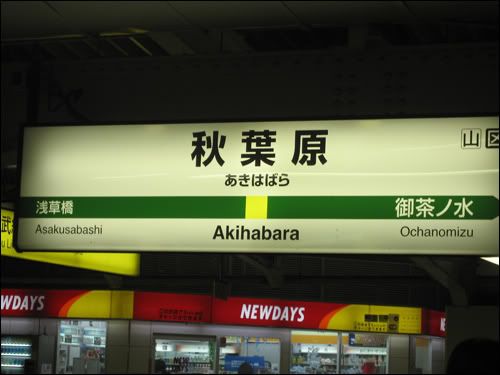 秋葉原
山区
あきはばら
浅草橋
御茶ノ水
Asakusabashi
Akihabara
Ochanomizu
NEWDAYS
NEWDAYS